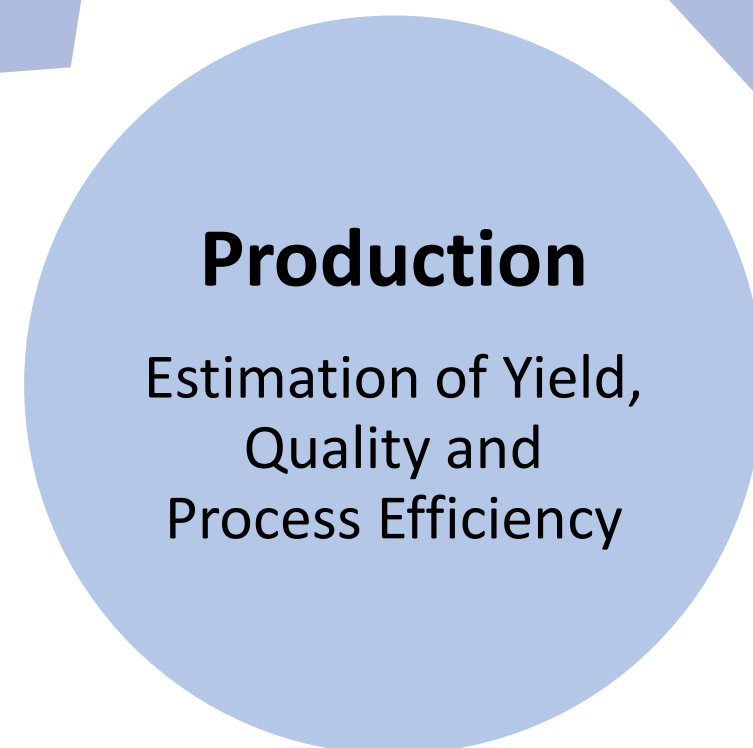 Production
Estimation of Yield,
Quality and
Process Efficiency